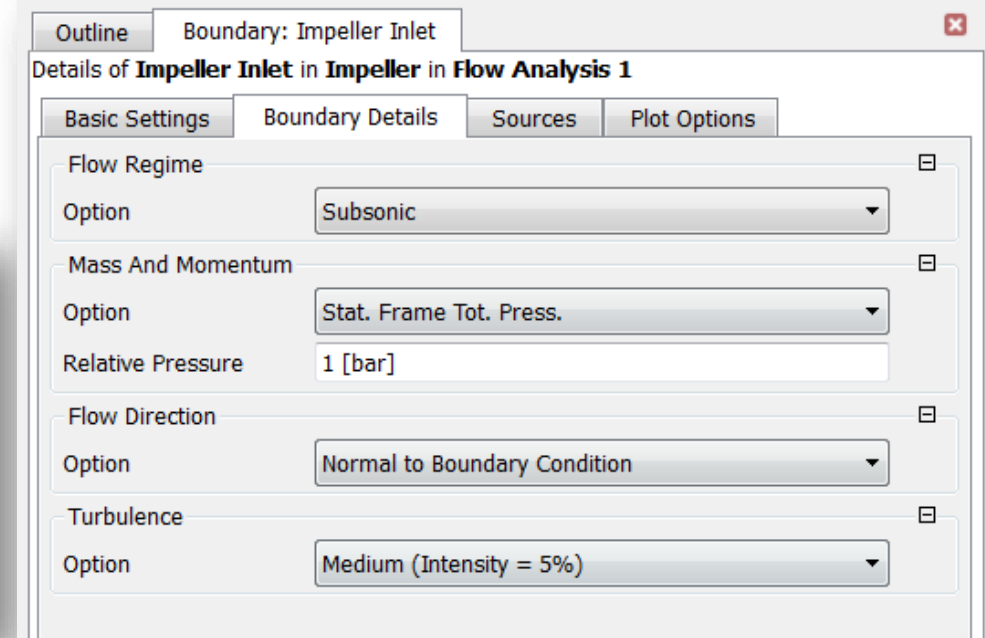 Outline Boundary: Impeller Inlet
Details of Impeller Inlet in Impeller in Flow Analysis 1
Basic Settings Boundary Details Sources Plot Options
Flow Regime
Option Subsonic
Mass And Momentum
Option Stat. Frame Tot. Press.
Relative Pressure 1 [bar]
Flow Direction
Option Normal to Boundary Condition
Turbulence
Option Medium (Intensity = 5%)